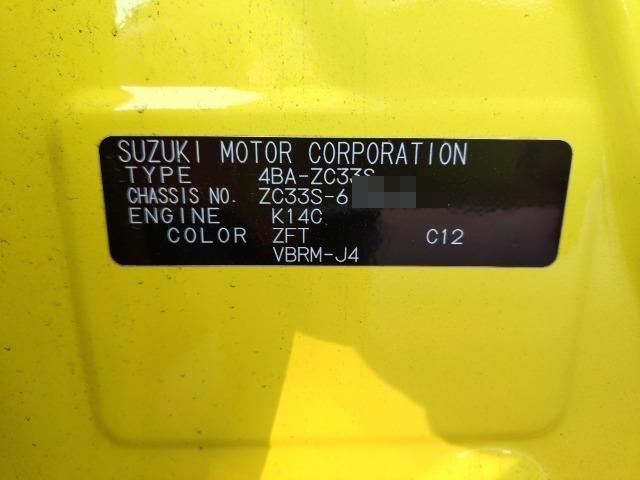 SUZUKI MOTOR CORPORATION
TYPE 4BA-ZC33S
CHASSIS NO. ZC33S-6
ENGINE K14C
COLOR ZFT C12
VBRM-J4